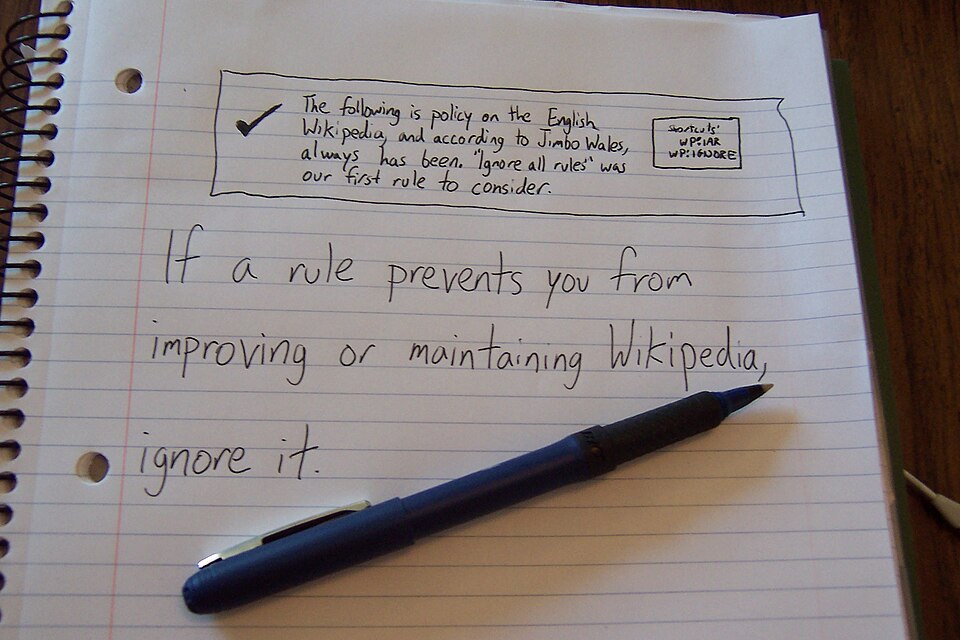 The following is policy on the English
Wikipedia, and according to Jimbo Wales,
always has been. "Ignore all rules" was
our first rule to consider.
Shortcuts:
WP:IAR
WP:IGNORE
If a rule prevents you from
improving or maintaining Wikipedia,
ignore it.